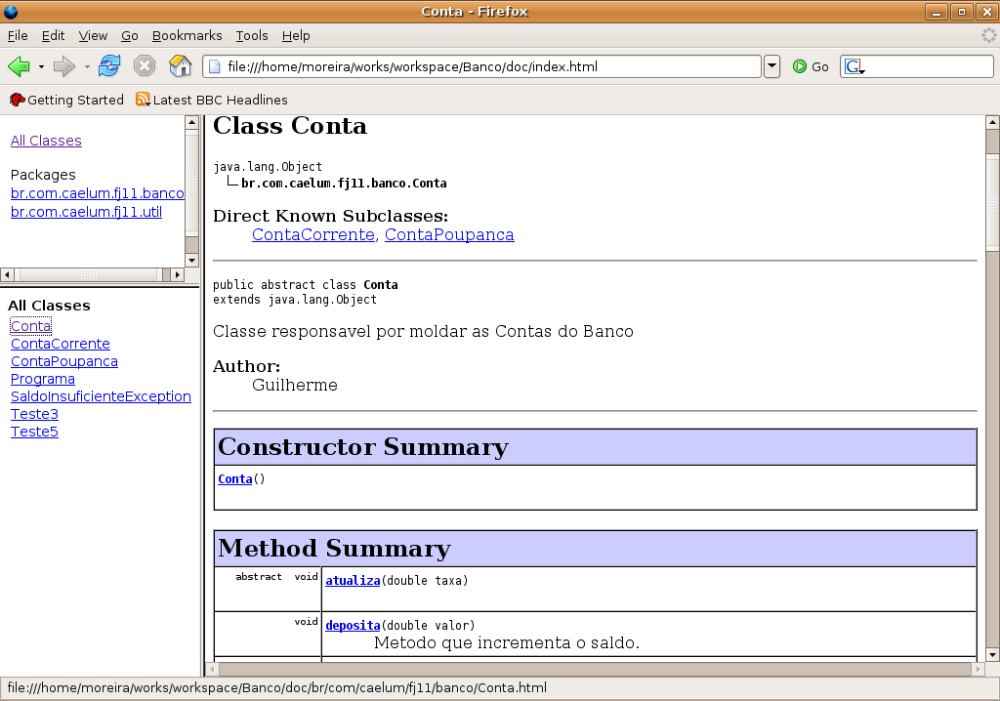 Conta - Firefox
File Edit View Go Bookmarks Tools Help
file:///home/moreira/works/workspace/Banco/doc/index.html
Go
G
Getting Started Latest BBC Headlines
All Classes
Packages
br.com.caelum.fj11.banco
br.com.caelum.fj11.util
All Classes
Conta
ContaCorrente
ContaPoupanca
Programa
SaldoInsuficienteException
Teste3
Teste5
Class Conta
java.lang.Object
br.com.caelum.fj11.banco.Conta
Direct Known Subclasses:
ContaCorrente, ContaPoupanca
public abstract class Conta
extends java.lang.Object
Classe responsavel por moldar as Contas do Banco
Author:
Guilherme
Constructor Summary
Conta()
Method Summary
abstract void atualiza(double taxa)
void deposita(double valor)
Metodo que incrementa o saldo.
file:///home/moreira/works/workspace/Banco/doc/br/com/caelum/fj11/banco/Conta.html